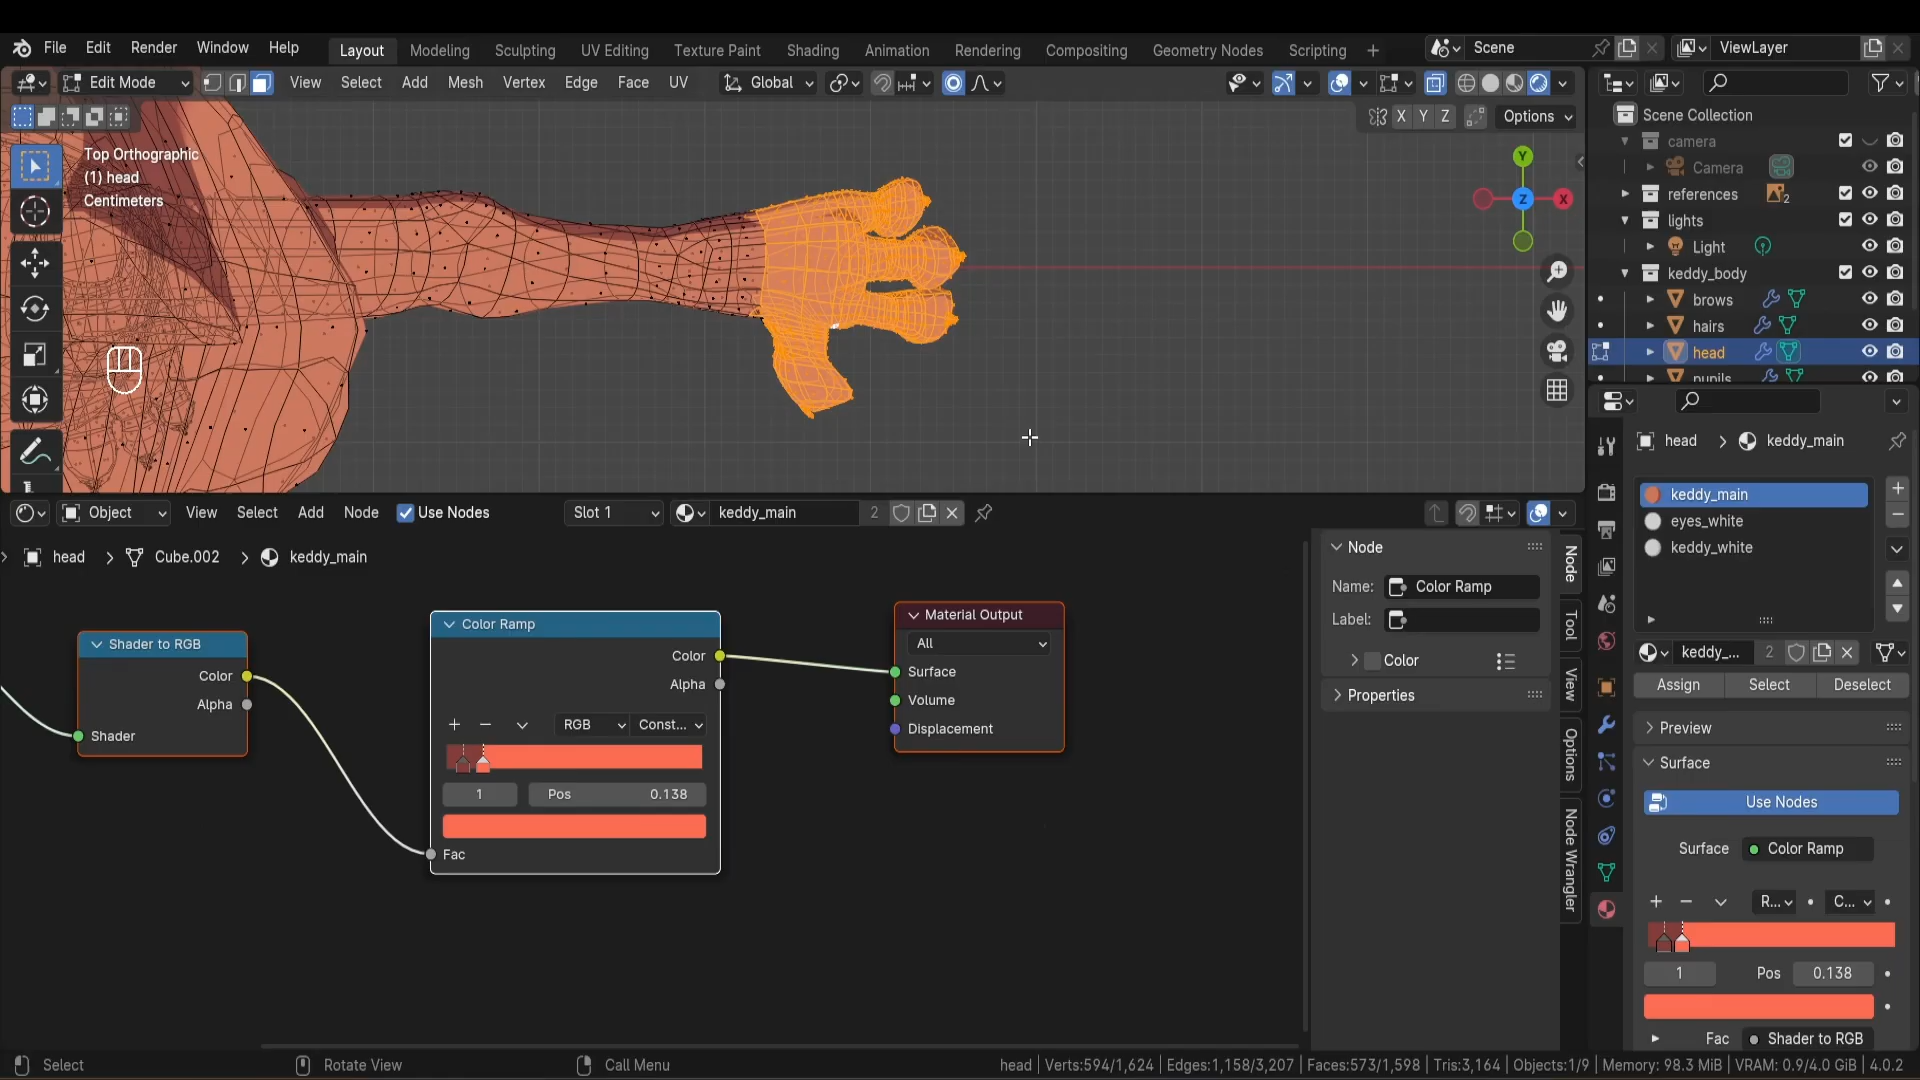 File Edit Render Window Help Layout Modeling Sculpting UV Editing Texture Paint Shading Animation Rendering Compositing Geometry Nodes Scripting Scene ViewLayer
Edit Mode View Select Add Mesh Vertex Edge Face UV Global
X Y Z Options
Top Orthographic
(1) head
Centimeters
Y
Z
X
Scene Collection
camera
Camera
references 2
lights
Light
keddy_body
brows
hairs
head
pupils
head keddy_main
keddy_main
eyes_white
keddy_white
keddy_... 2
Assign Select Deselect
Preview
Surface
Use Nodes
Surface Color Ramp
R... C...
1 Pos 0.138
Fac Shader to RGB
Object View Select Add Node Use Nodes Slot 1 keddy_main 2
head Cube.002 keddy_main
Shader to RGB
Color
Alpha
Shader
Color Ramp
Color
Alpha
RGB Const...
1 Pos 0.138
Fac
Material Output
All
Surface
Volume
Displacement
Node
Name: Color Ramp
Label:
Color
Properties
Node
Tool
View
Options
Node Wrangler
Select Rotate View Call Menu head | Verts:594/1,624 | Edges:1,158/3,207 | Faces:573/1,598 | Tris:3,164 | Objects:1/9 | Memory: 98.3 MiB | VRAM: 0.9/4.0 GiB | 4.0.2